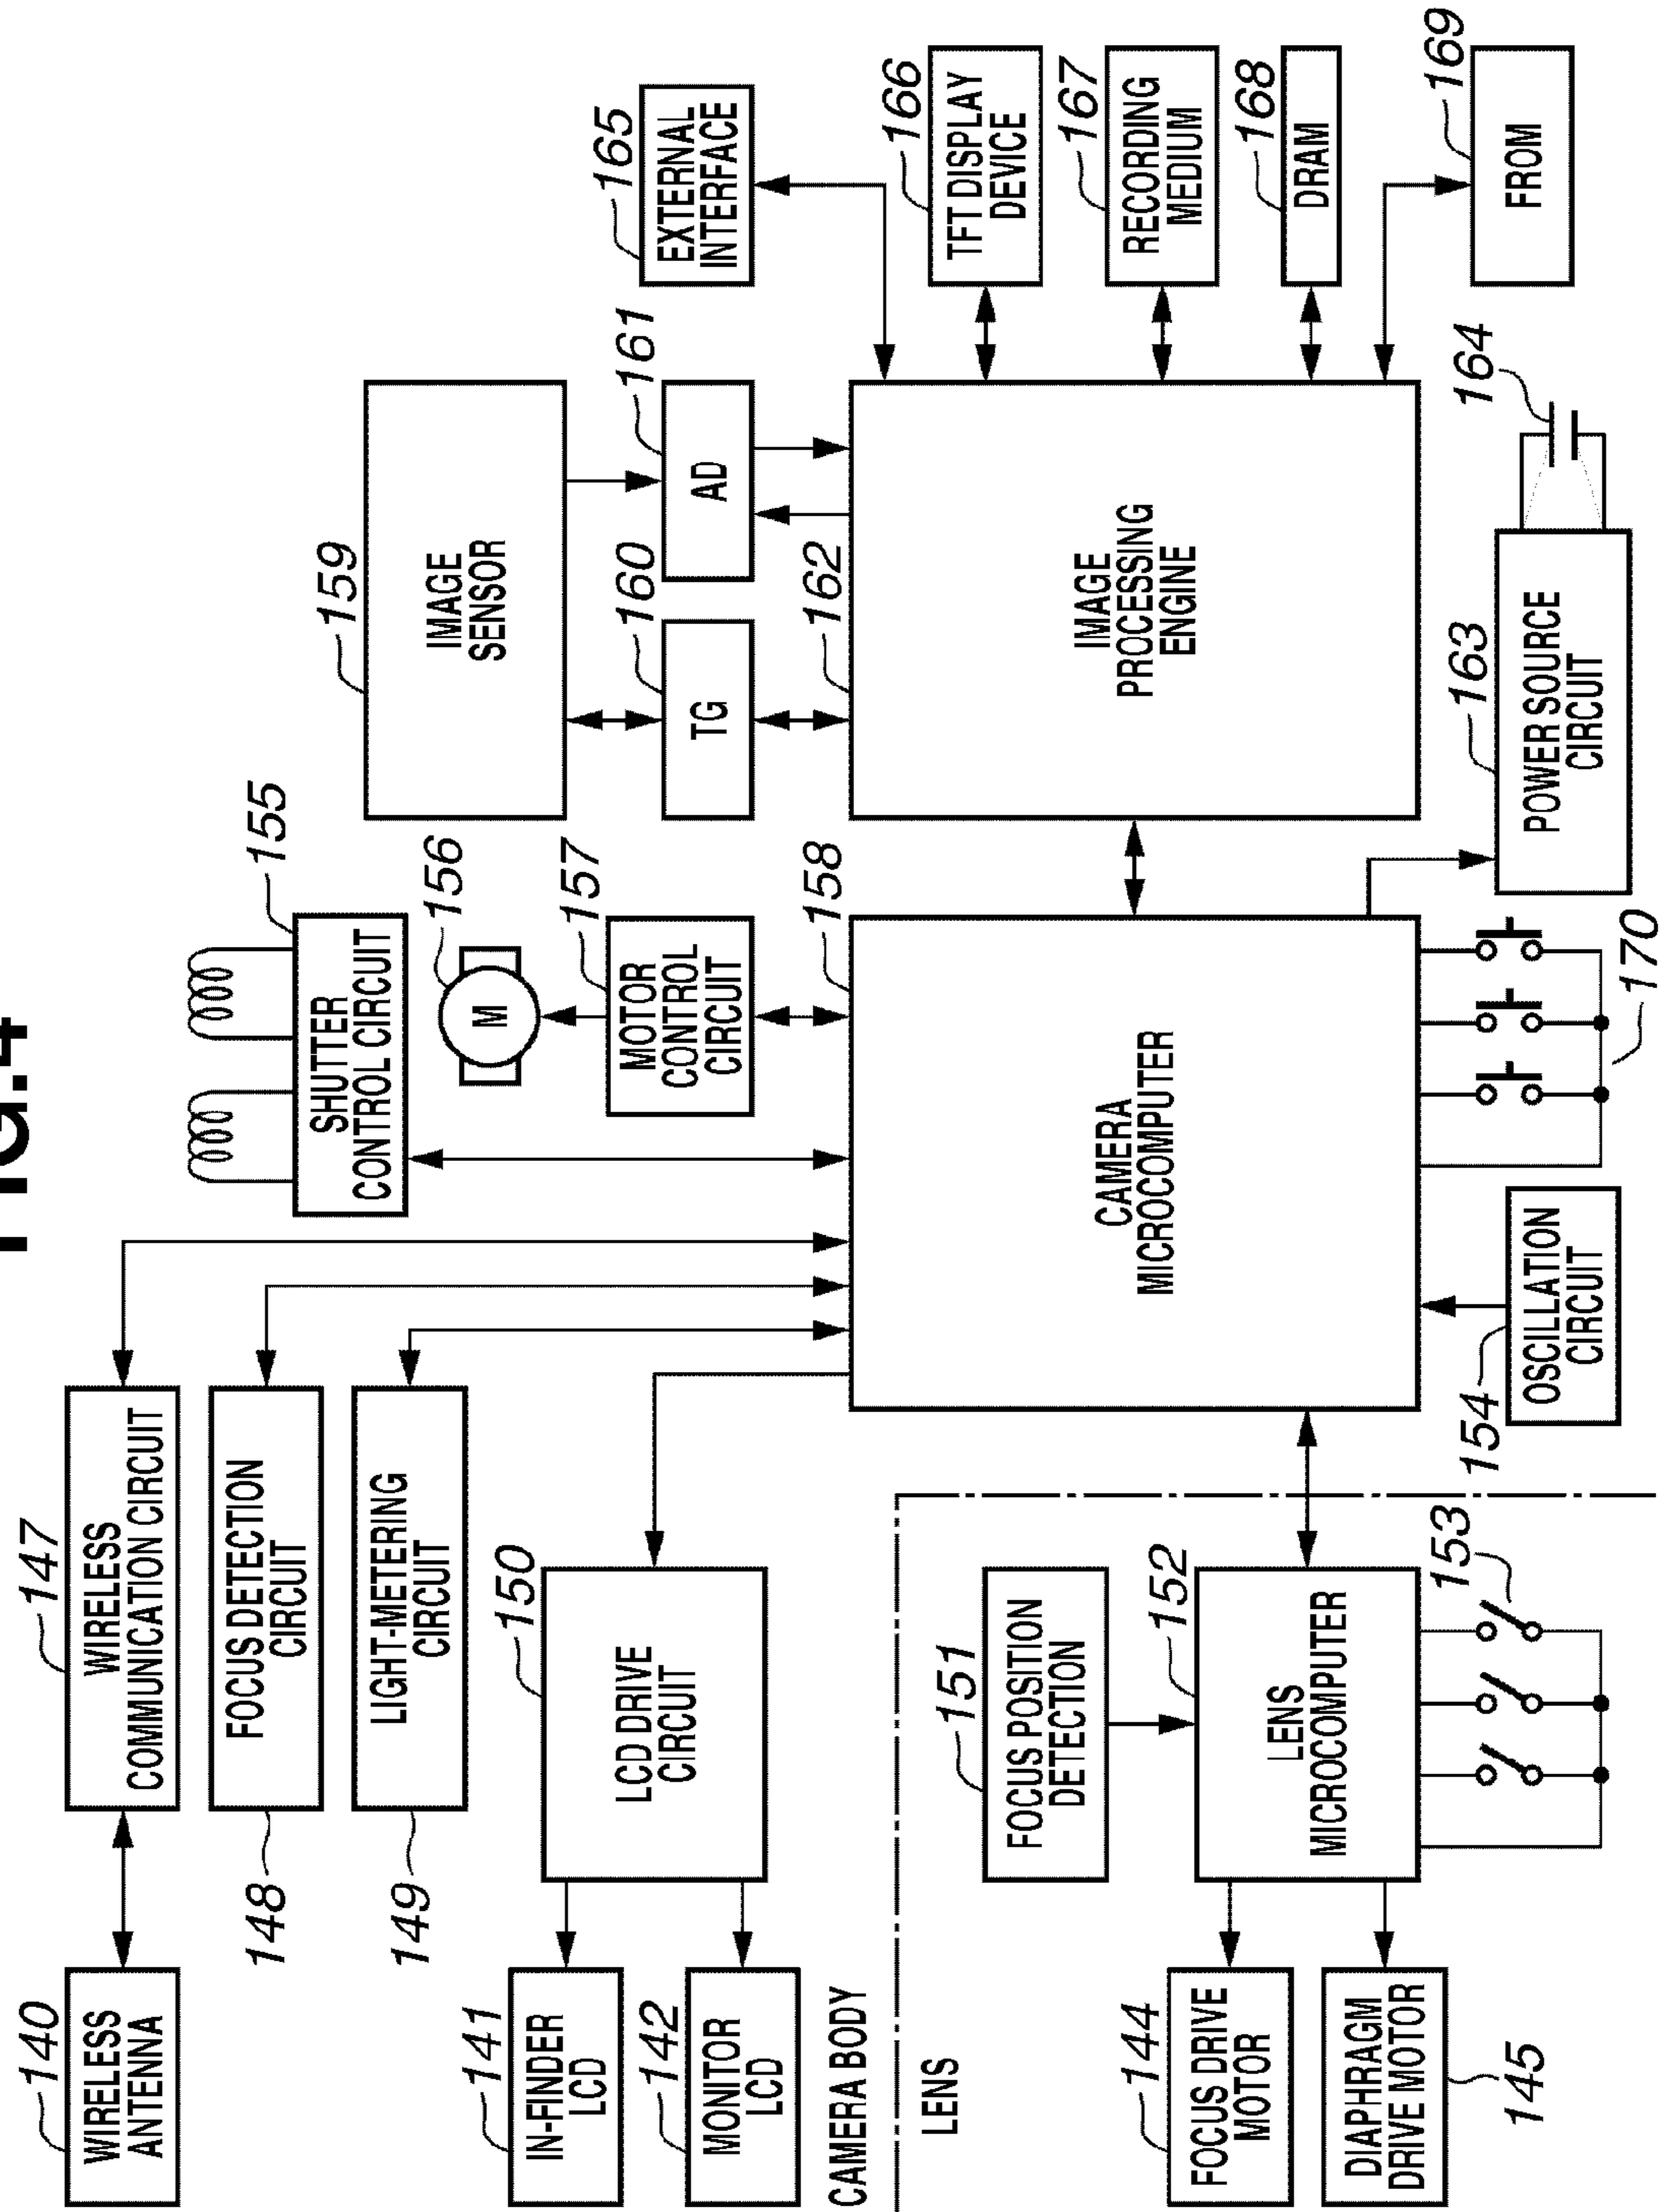 FIG.4
140
WIRELESS
ANTENNA
147
WIRELESS
COMMUNICATION CIRCUIT
148
FOCUS DETECTION
CIRCUIT
149
LIGHT-METERING
CIRCUIT
141
IN-FINDER
LCD
142
MONITOR
LCD
150
LCD DRIVE
CIRCUIT
CAMERA BODY
LENS
144
FOCUS DRIVE
MOTOR
DIAPHRAGM
DRIVE MOTOR
145
151
FOCUS POSITION
DETECTION
152
LENS
MICROCOMPUTER
153
154
OSCILLATION
CIRCUIT
155
SHUTTER
CONTROL CIRCUIT
156
M
157
MOTOR
CONTROL
CIRCUIT
158
CAMERA
MICROCOMPUTER
170
159
IMAGE
SENSOR
160
TG
161
AD
162
IMAGE
PROCESSING
ENGINE
163
POWER SOURCE
CIRCUIT
164
165
EXTERNAL
INTERFACE
166
TFT DISPLAY
DEVICE
167
RECORDING
MEDIUM
168
DRAM
169
FROM